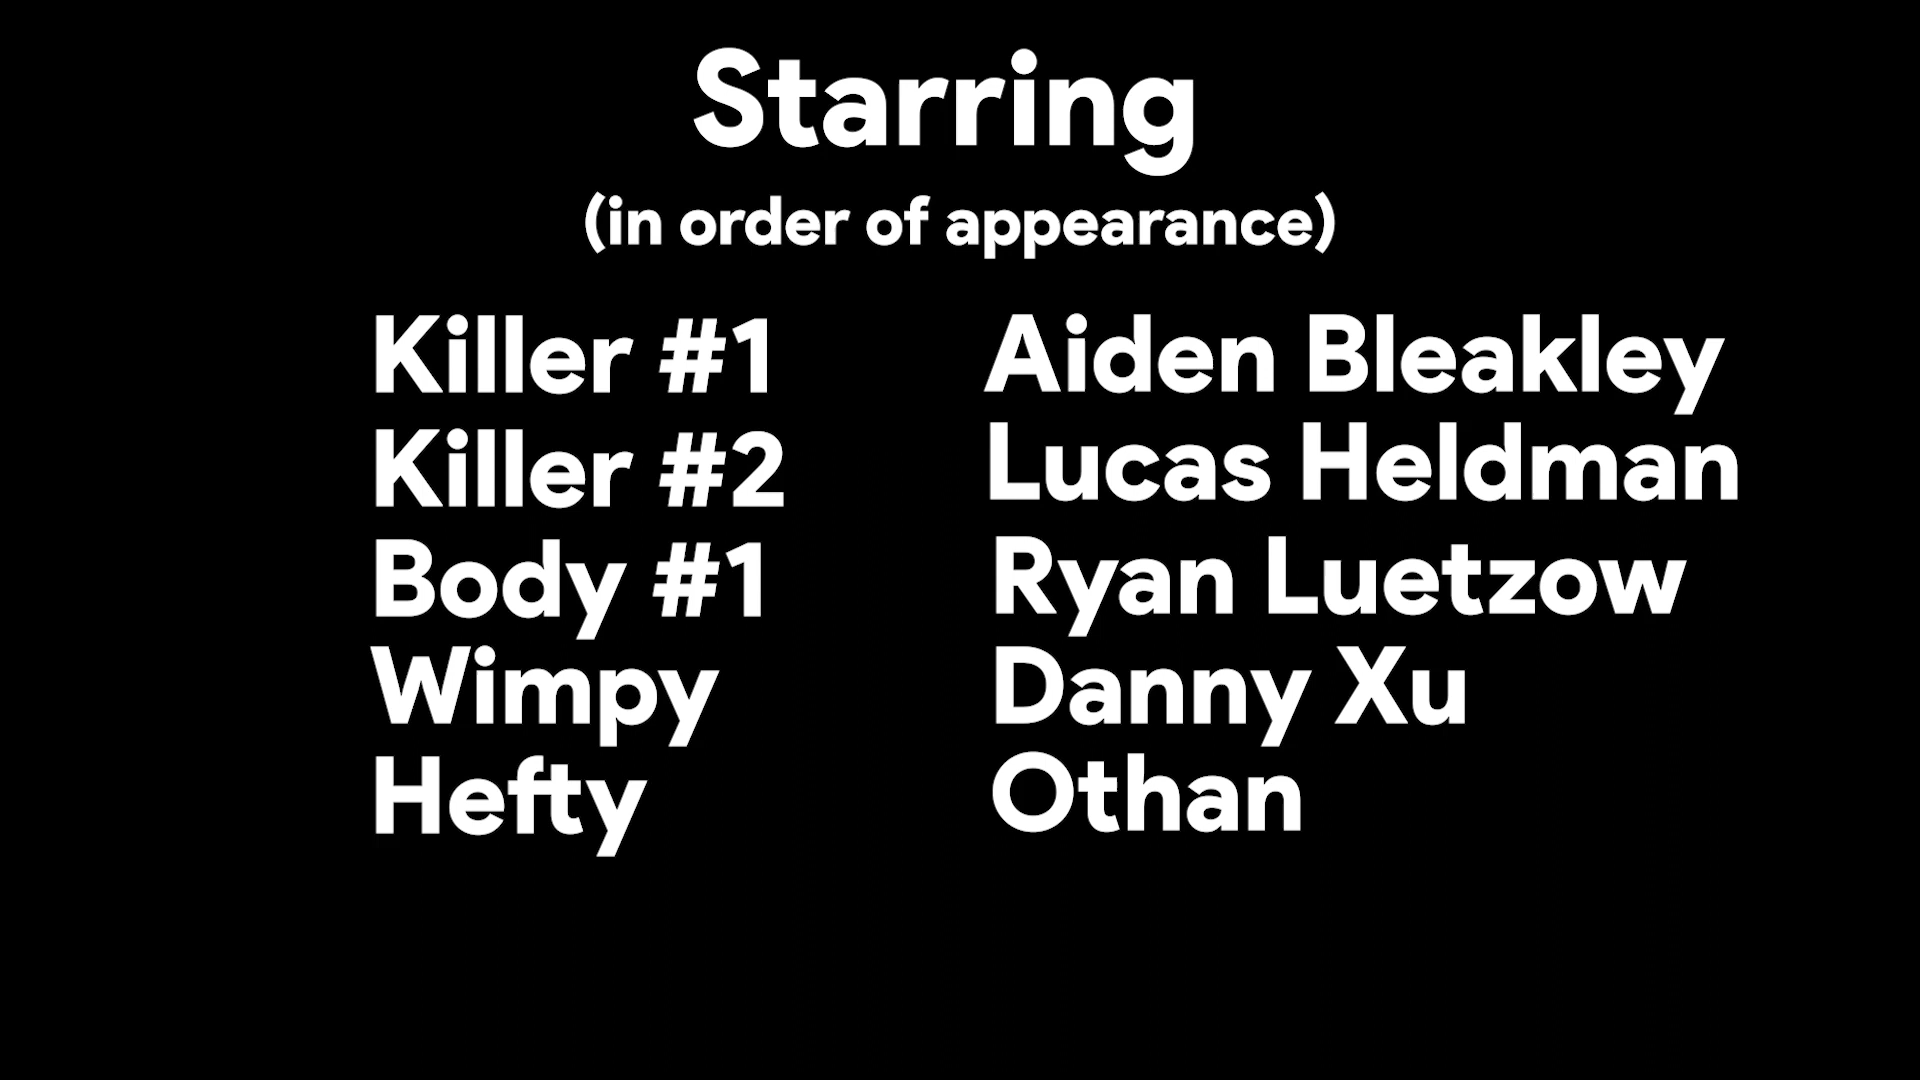 Starring
(in order of appearance)
Killer #1 Aiden Bleakley
Killer #2 Lucas Heldman
Body #1 Ryan Luetzow
Wimpy Danny Xu
Hefty Othan